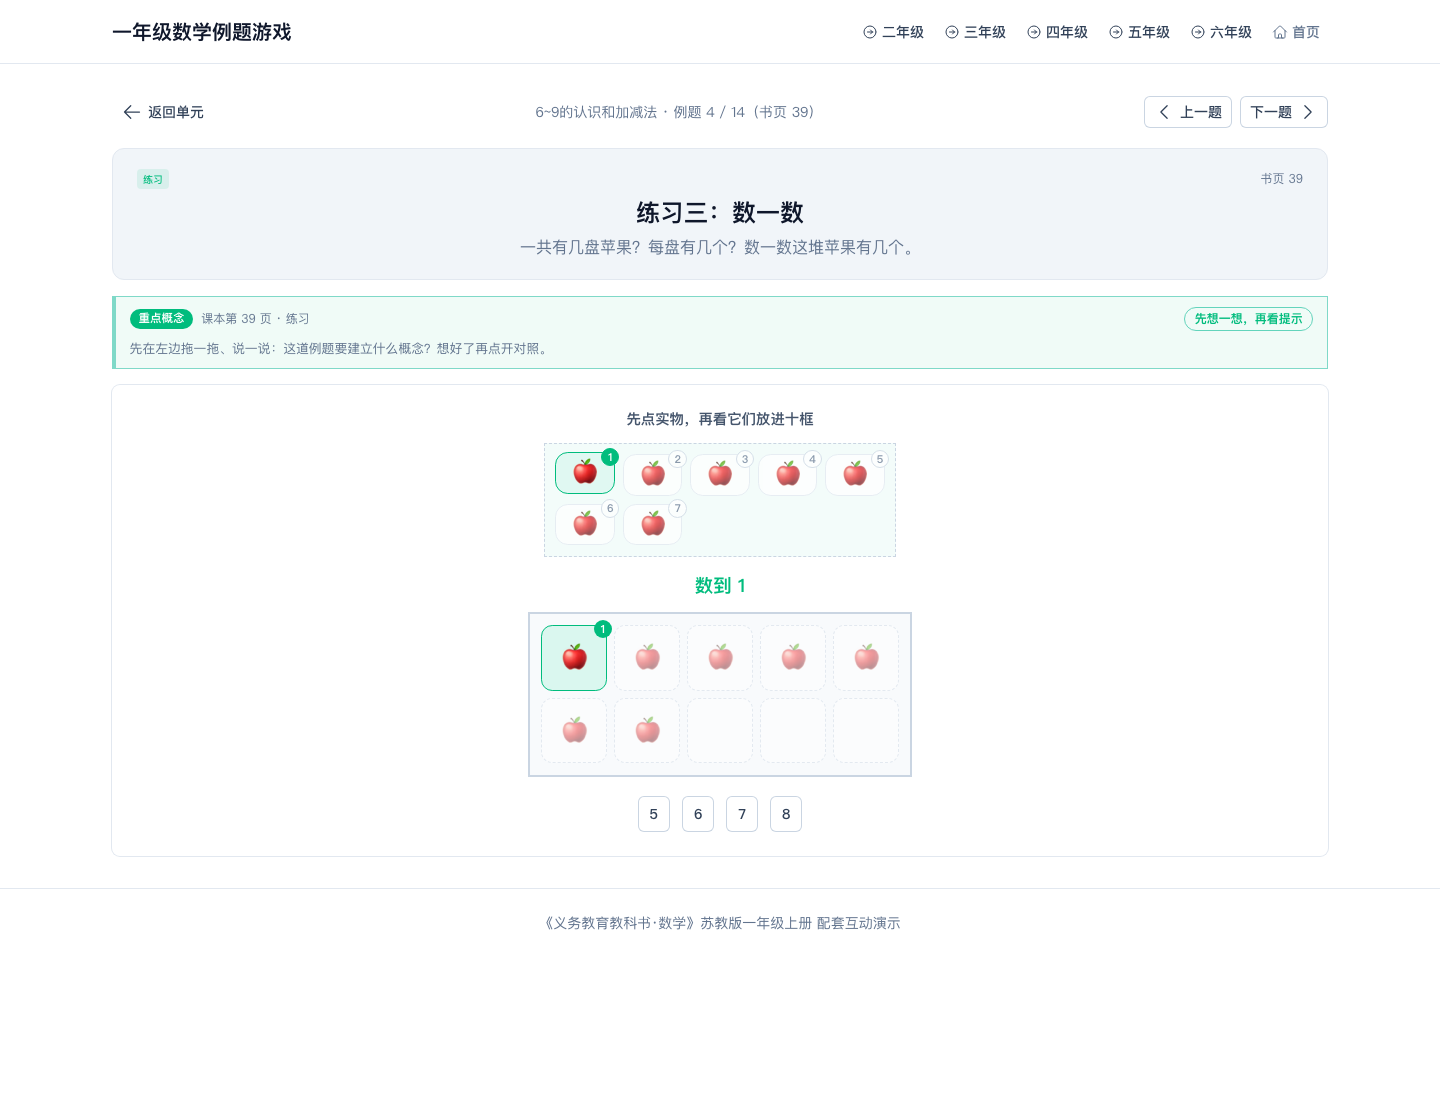 一年级数学例题游戏
二年级 三年级 四年级 五年级 六年级 首页
返回单元
6~9的认识和加减法 · 例题 4 / 14（书页 39）
上一题 下一题
练习
书页 39
练习三：数一数
一共有几盘苹果？每盘有几个？数一数这堆苹果有几个。
重点概念 课本第 39 页 · 练习
先想一想，再看提示
先在左边拖一拖、说一说：这道例题要建立什么概念？想好了再点开对照。
先点实物，再看它们放进十框
1 2 3 4 5
6 7
数到 1
1
5 6 7 8
《义务教育教科书·数学》苏教版一年级上册 配套互动演示